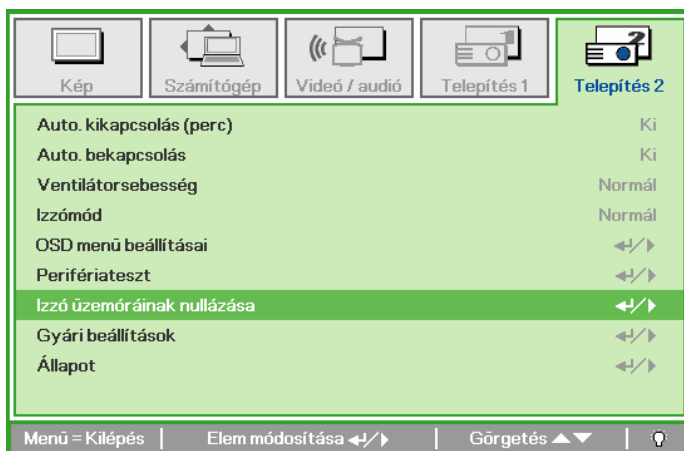 Kép
Számítógép
Videó / audió
Telepítés 1
Telepítés 2
Auto. kikapcsolás (perc) Ki
Auto. bekapcsolás Ki
Ventilátorsebesség Normál
Izzómód Normál
OSD menü beállításai
Perifériateszt
Izzó üzemóráinak nullázása
Gyári beállítások
Állapot
Menü = Kilépés | Elem módosítása | Görgetés ▲▼